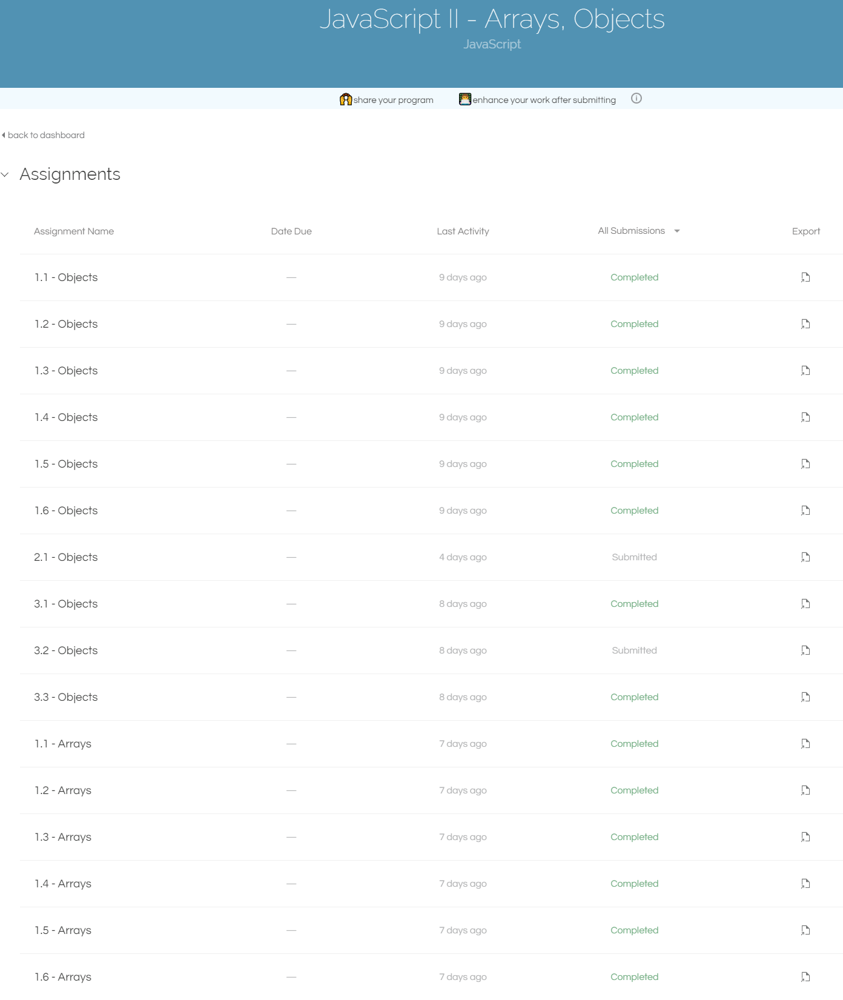 JavaScript II - Arrays, Objects
JavaScript
share your program enhance your work after submitting
back to dashboard
Assignments
Assignment Name Date Due Last Activity All Submissions Export
1.1 - Objects — 9 days ago Completed
1.2 - Objects — 9 days ago Completed
1.3 - Objects — 9 days ago Completed
1.4 - Objects — 9 days ago Completed
1.5 - Objects — 9 days ago Completed
1.6 - Objects — 9 days ago Completed
2.1 - Objects — 4 days ago Submitted
3.1 - Objects — 8 days ago Completed
3.2 - Objects — 8 days ago Submitted
3.3 - Objects — 8 days ago Completed
1.1 - Arrays — 7 days ago Completed
1.2 - Arrays — 7 days ago Completed
1.3 - Arrays — 7 days ago Completed
1.4 - Arrays — 7 days ago Completed
1.5 - Arrays — 7 days ago Completed
1.6 - Arrays — 7 days ago Completed